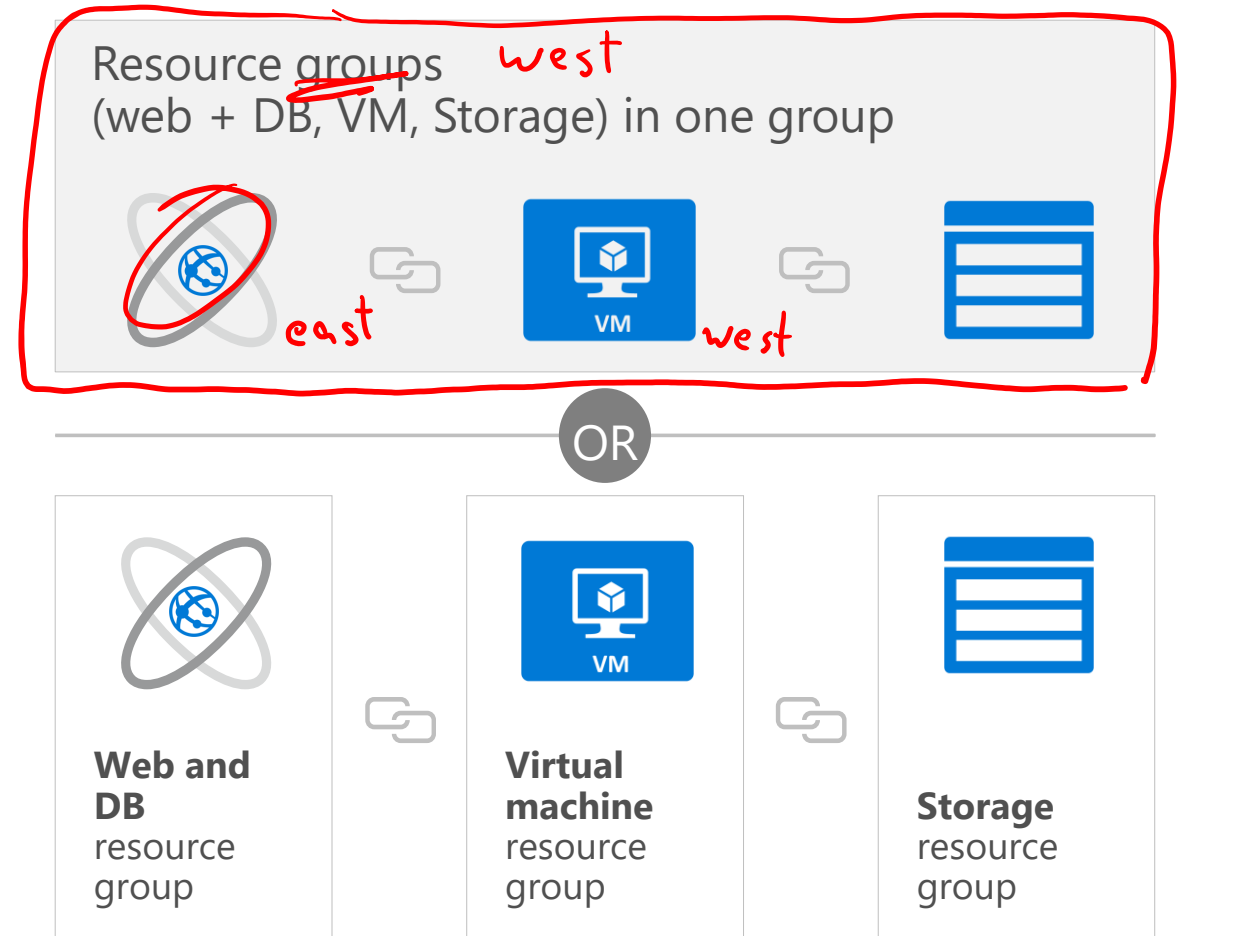 Resource groups west
(web + DB, VM, Storage) in one group
VM
east
west
OR
VM
Web and
DB
resource
group
Virtual
machine
resource
group
Storage
resource
group